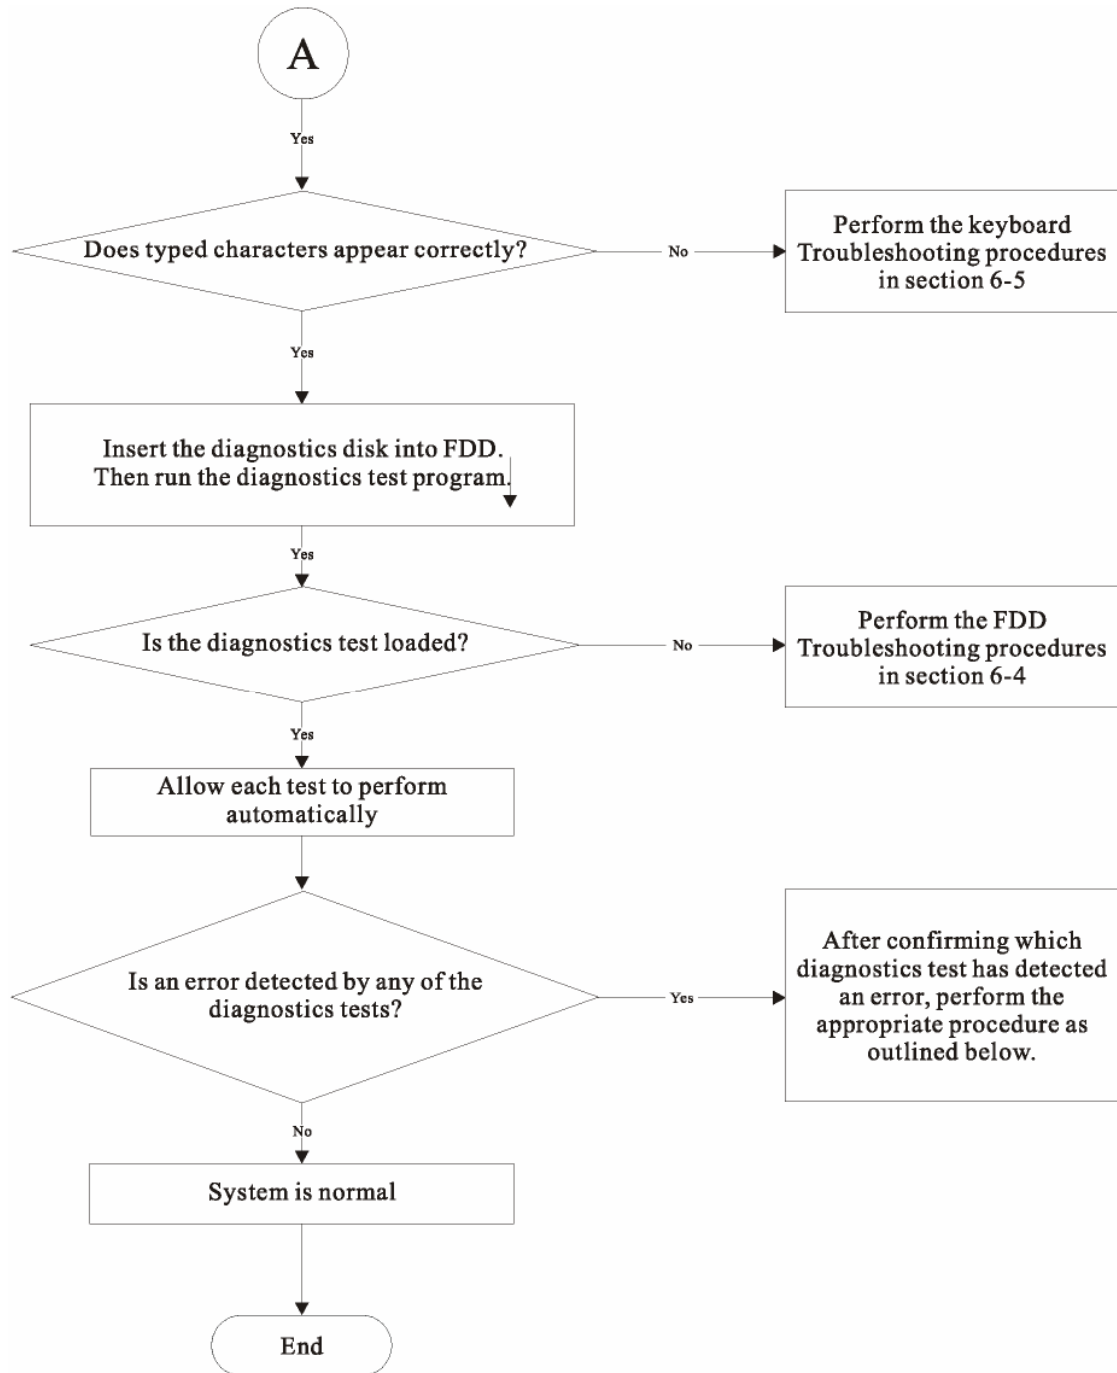 A
Yes
Does typed characters appear correctly?
No
Perform the keyboard
Troubleshooting procedures
in section 6-5
Yes
Insert the diagnostics disk into FDD.
Then run the diagnostics test program.
Yes
Is the diagnostics test loaded?
No
Perform the FDD
Troubleshooting procedures
in section 6-4
Yes
Allow each test to perform
automatically
Is an error detected by any of the
diagnostics tests?
Yes
After confirming which
diagnostics test has detected
an error, perform the
appropriate procedure as
outlined below.
No
System is normal
End